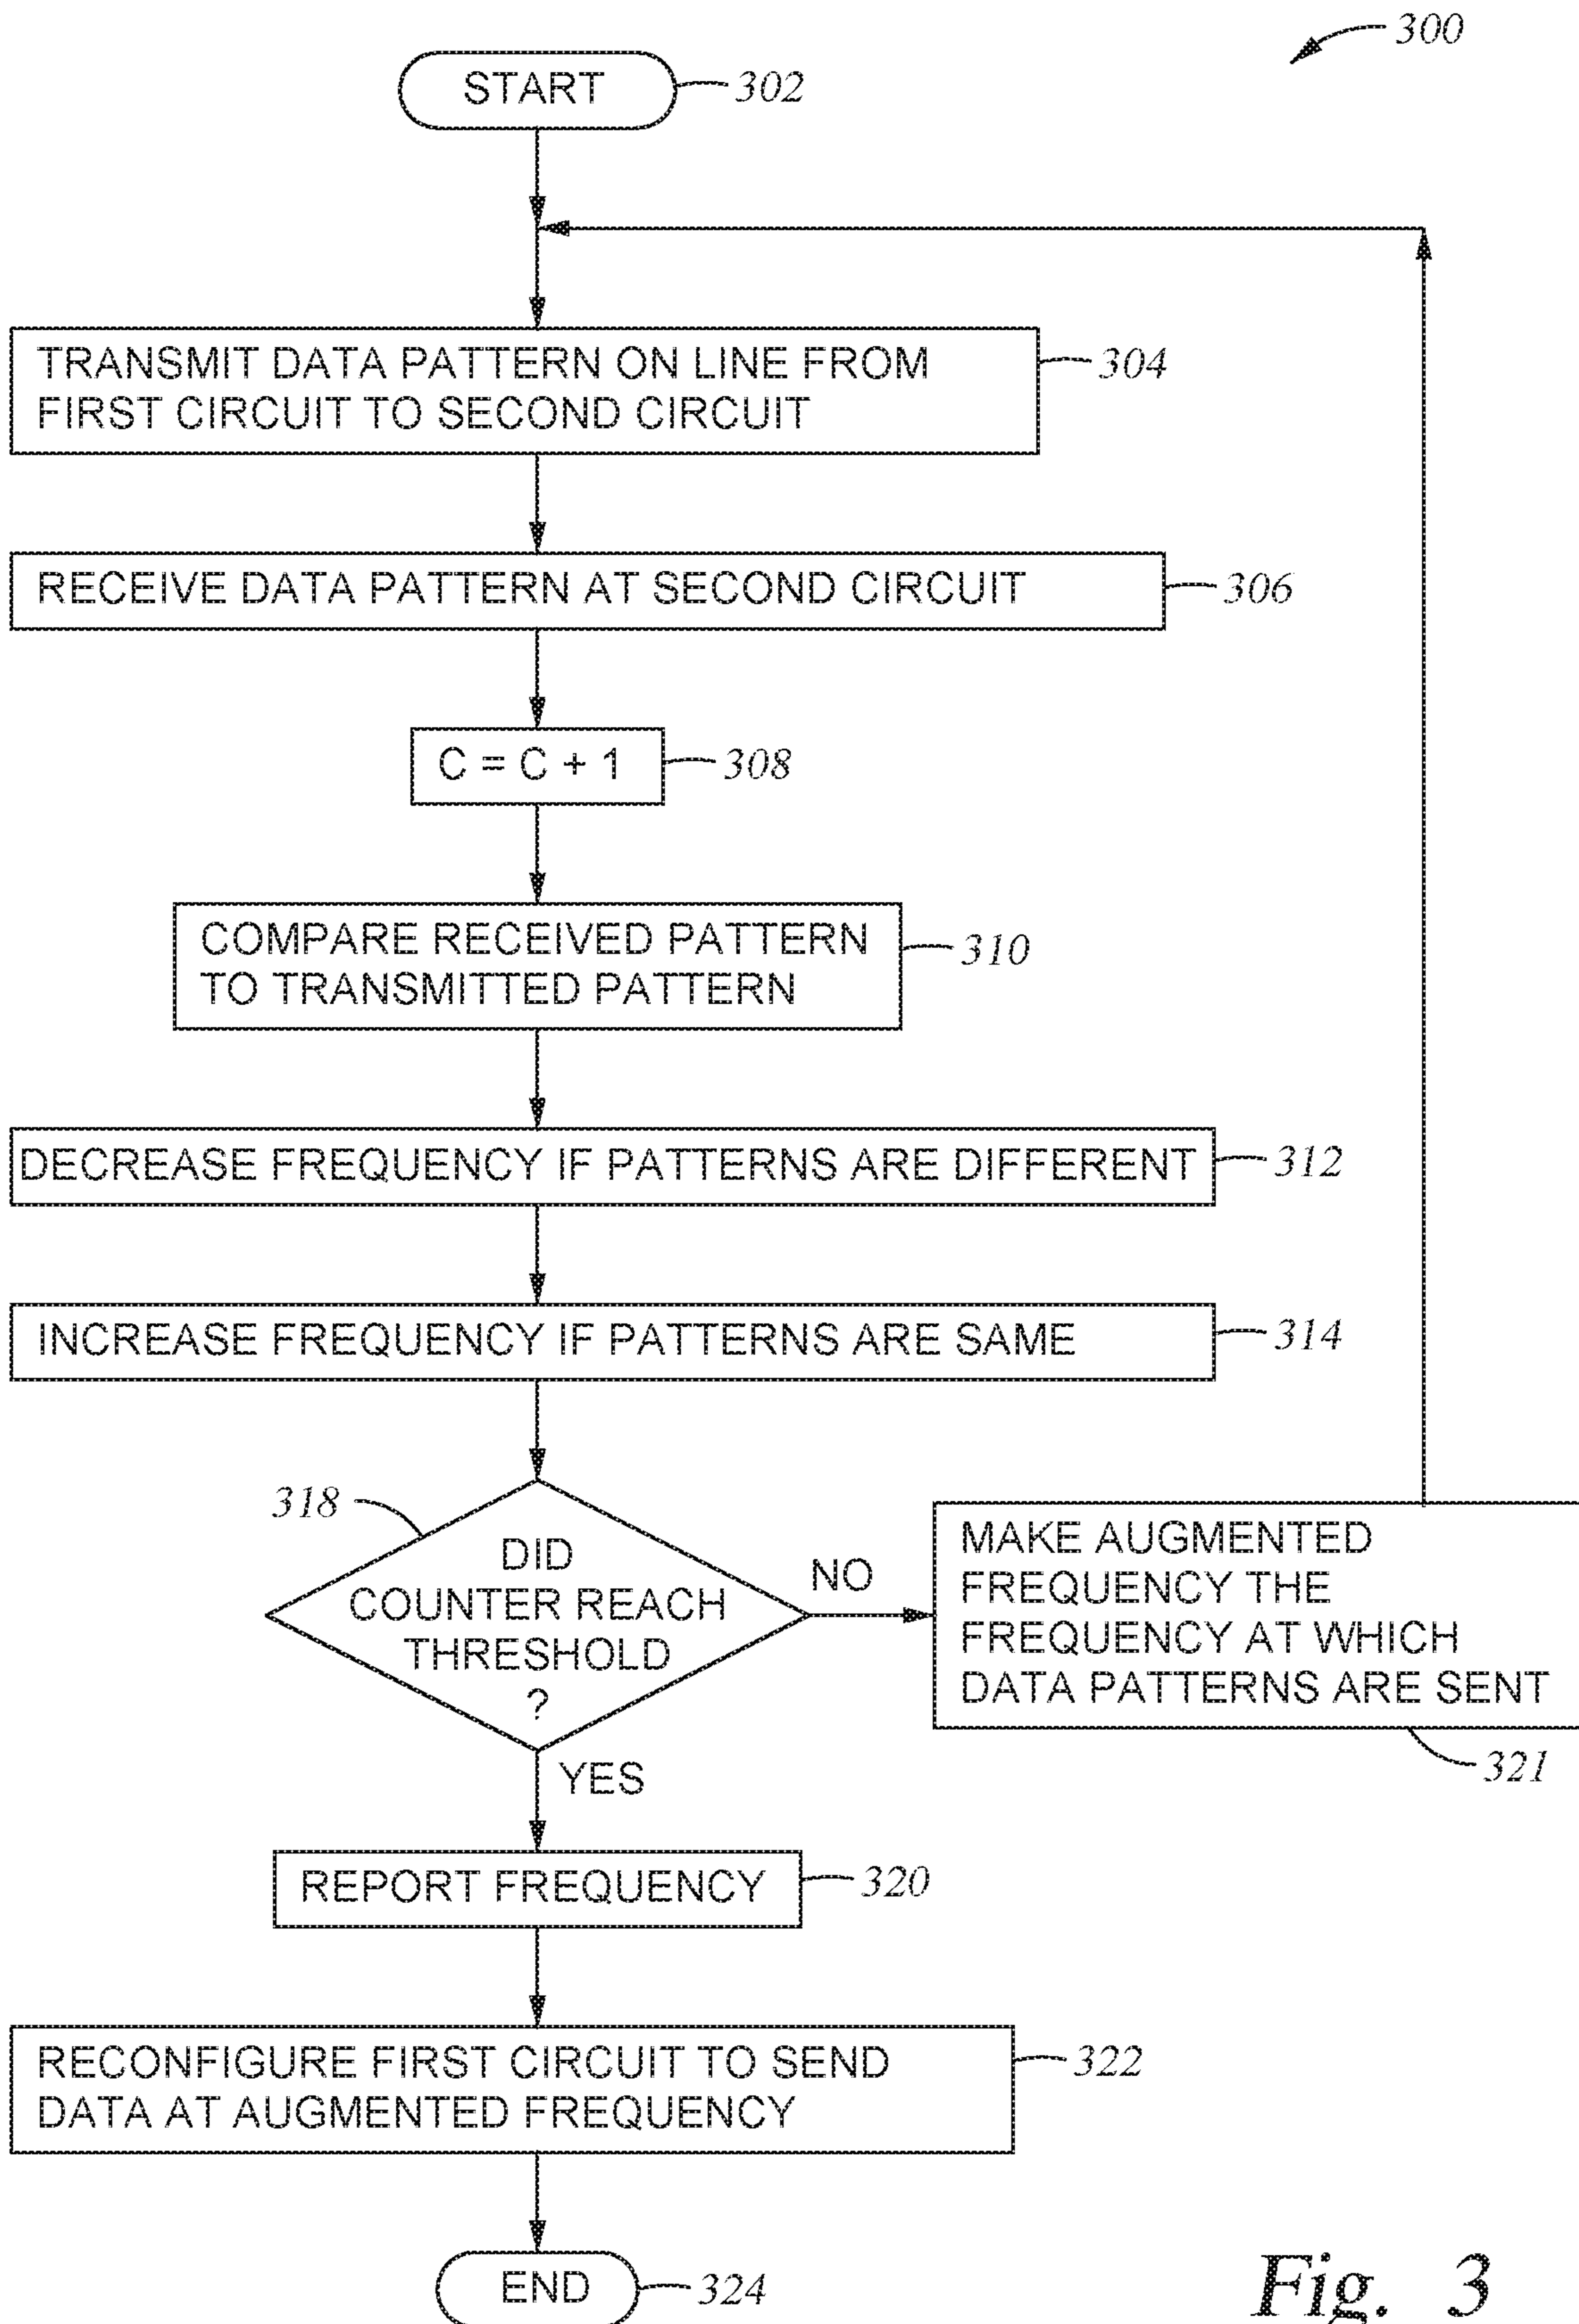 300
START
302
TRANSMIT DATA PATTERN ON LINE FROM
FIRST CIRCUIT TO SECOND CIRCUIT
304
RECEIVE DATA PATTERN AT SECOND CIRCUIT
306
C = C + 1
308
COMPARE RECEIVED PATTERN
TO TRANSMITTED PATTERN
310
DECREASE FREQUENCY IF PATTERNS ARE DIFFERENT
312
INCREASE FREQUENCY IF PATTERNS ARE SAME
314
318
DID
COUNTER REACH
THRESHOLD
?
NO
MAKE AUGMENTED
FREQUENCY THE
FREQUENCY AT WHICH
DATA PATTERNS ARE SENT
321
YES
REPORT FREQUENCY
320
RECONFIGURE FIRST CIRCUIT TO SEND
DATA AT AUGMENTED FREQUENCY
322
END
324
Fig. 3